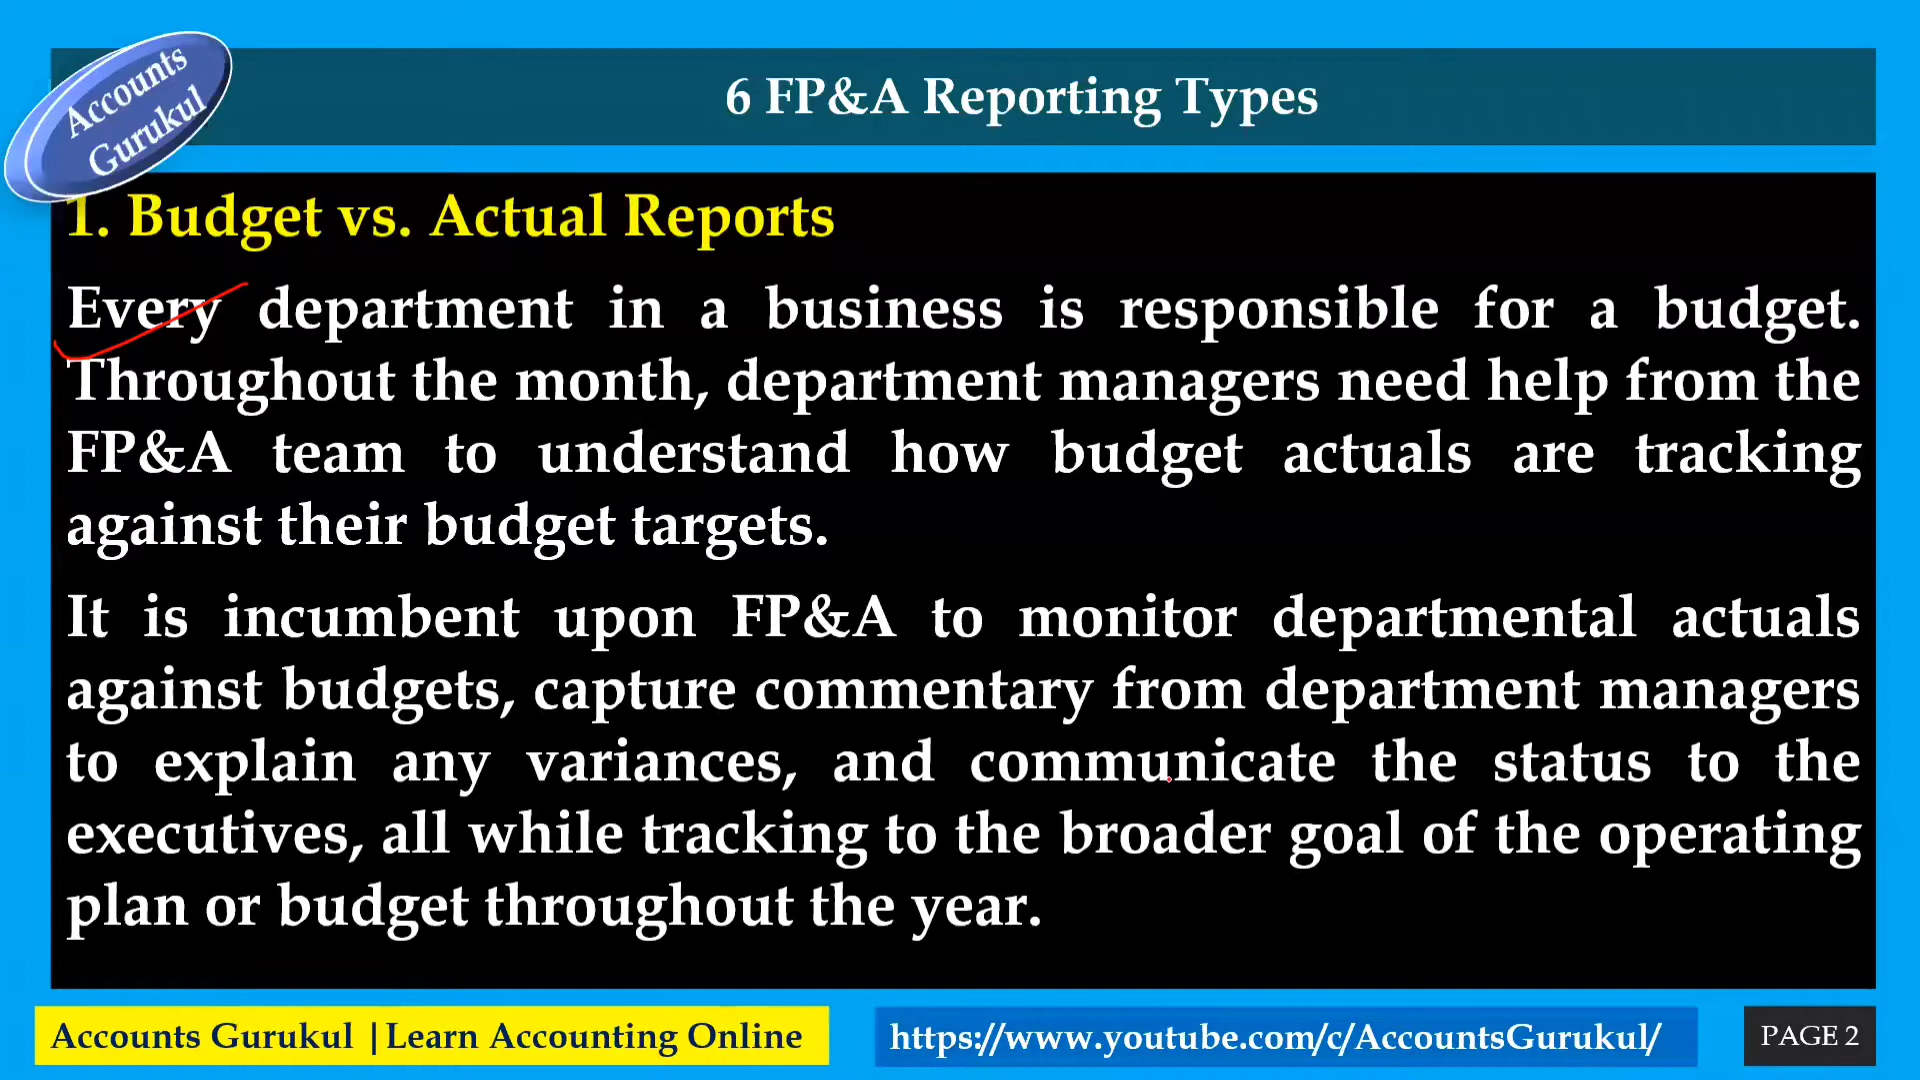 Accounts
Gurukul
6 FP&A Reporting Types
1. Budget vs. Actual Reports
Every department in a business is responsible for a budget.
Throughout the month, department managers need help from the
FP&A team to understand how budget actuals are tracking
against their budget targets.
It is incumbent upon FP&A to monitor departmental actuals
against budgets, capture commentary from department managers
to explain any variances, and communicate the status to the
executives, all while tracking to the broader goal of the operating
plan or budget throughout the year.
Accounts Gurukul | Learn Accounting Online
https://www.youtube.com/c/AccountsGurukul/
PAGE 2